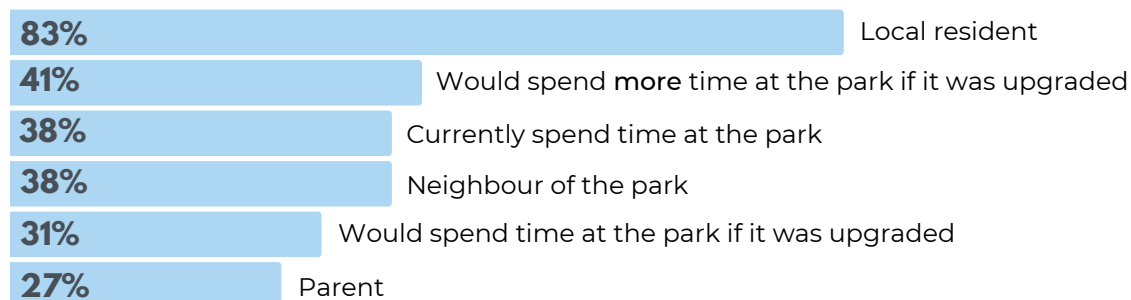 83% Local resident
41% Would spend more time at the park if it was upgraded
38% Currently spend time at the park
38% Neighbour of the park
31% Would spend time at the park if it was upgraded
27% Parent